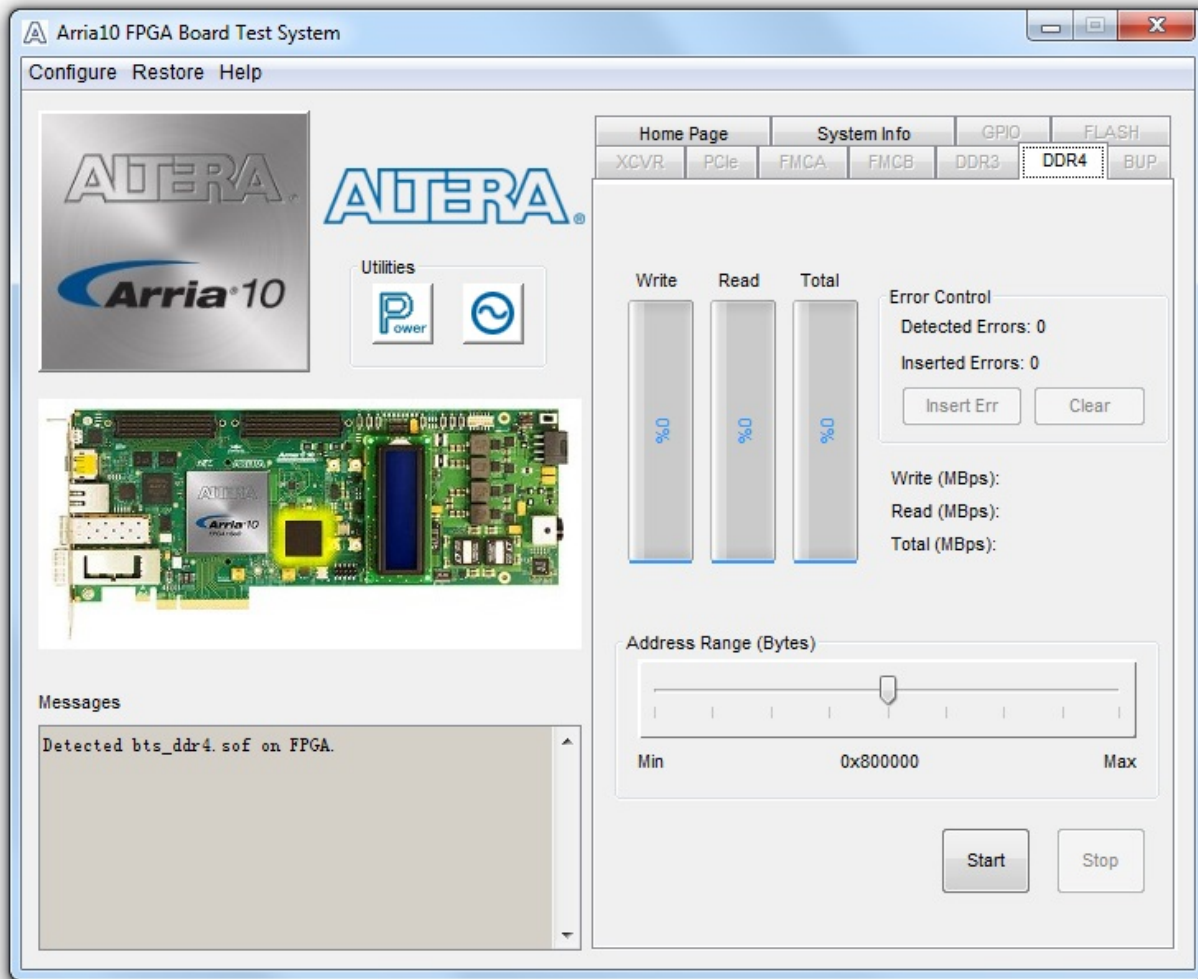 Arria10 FPGA Board Test System
Configure Restore Help
ALTERA®
Arria® 10
ALTERA®
Utilities
Power
ALTERA
Arria 10
Messages
Detected bts_ddr4.sof on FPGA.
Home Page System Info GPIO FLASH
XCVR PCIe FMCA FMCB DDR3 DDR4 BUP
Write Read Total
0% 0% 0%
Error Control
Detected Errors: 0
Inserted Errors: 0
Insert Err Clear
Write (MBps):
Read (MBps):
Total (MBps):
Address Range (Bytes)
Min 0x800000 Max
Start Stop